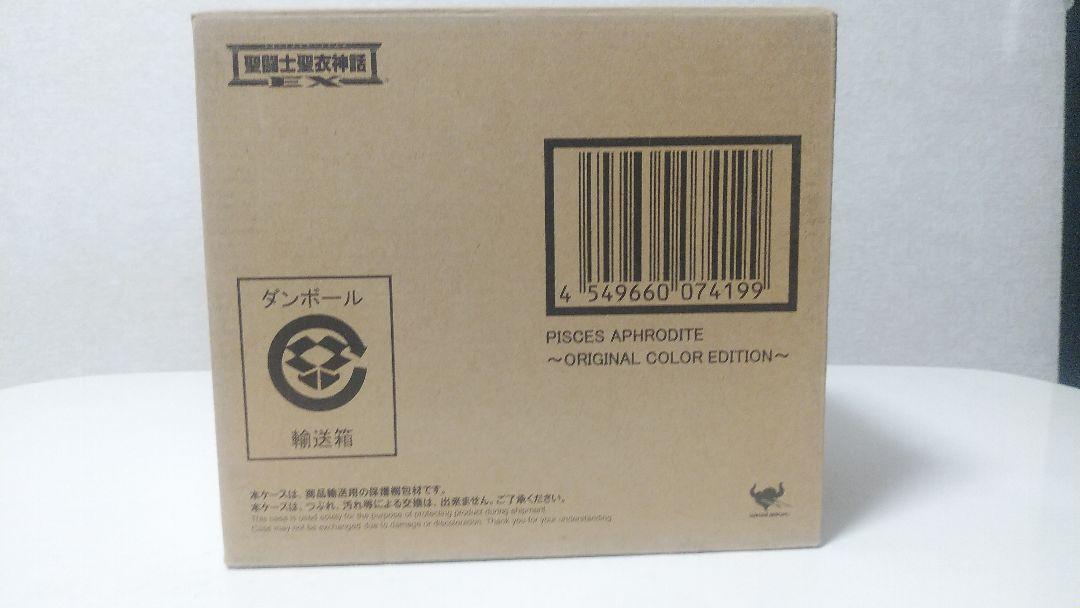 聖闘士聖衣神話
EX
4 549660 074199
PISCES APHRODITE
～ORIGINAL COLOR EDITION～
ダンボール
輸送箱
本ケースは、商品輸送用の保護梱包材です。
本ケースは、つぶれ、汚れ等による交換は、出来ません。ご了承ください。
This case is used solely for the purpose of protecting product during shipment.
Case may not be exchanged due to damage or discoloration. Thank you for your understanding.